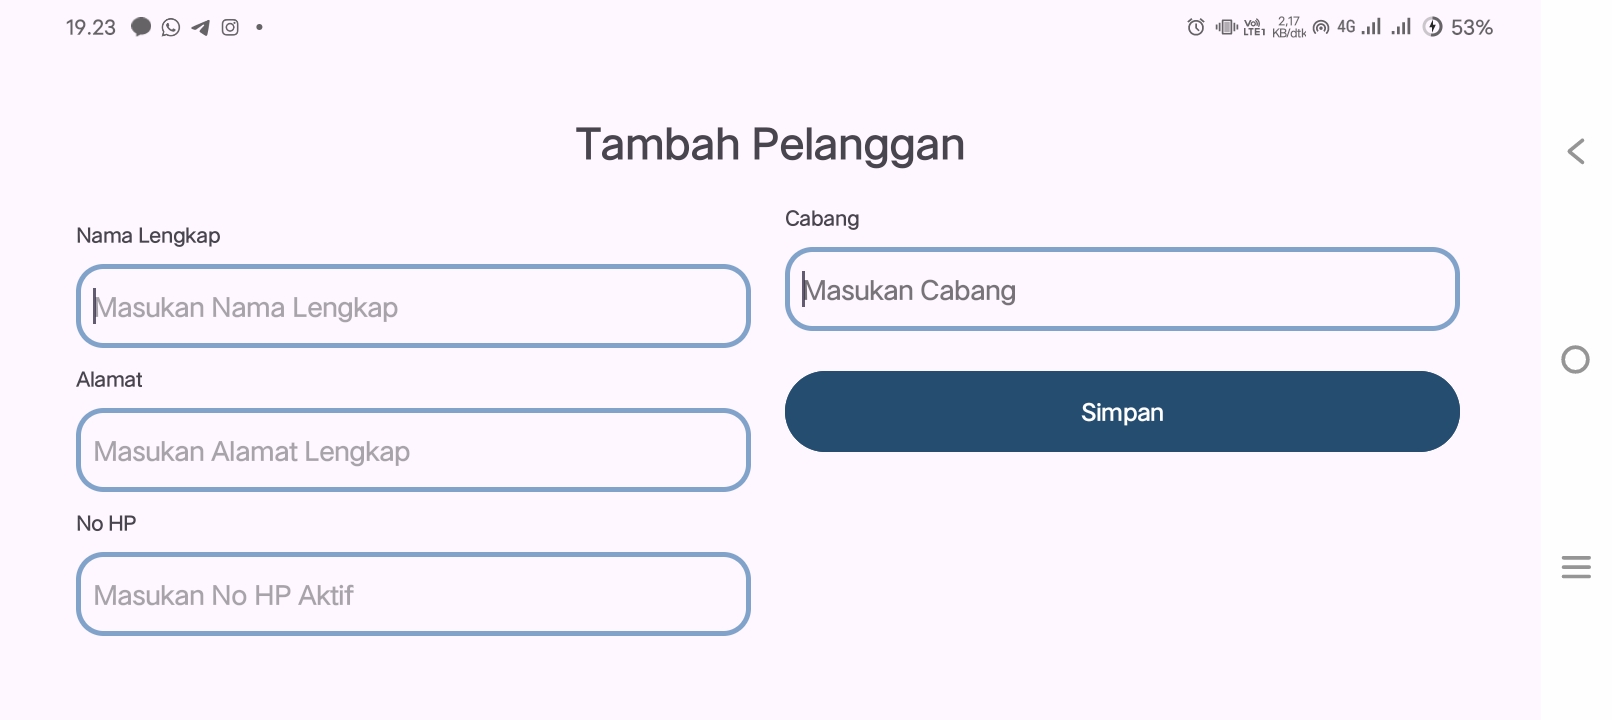 19.23
Vo))
LTE1
2,17
KB/dtk
4G
53%
Tambah Pelanggan
Nama Lengkap
Masukan Nama Lengkap
Alamat
Masukan Alamat Lengkap
No HP
Masukan No HP Aktif
Cabang
Masukan Cabang
Simpan